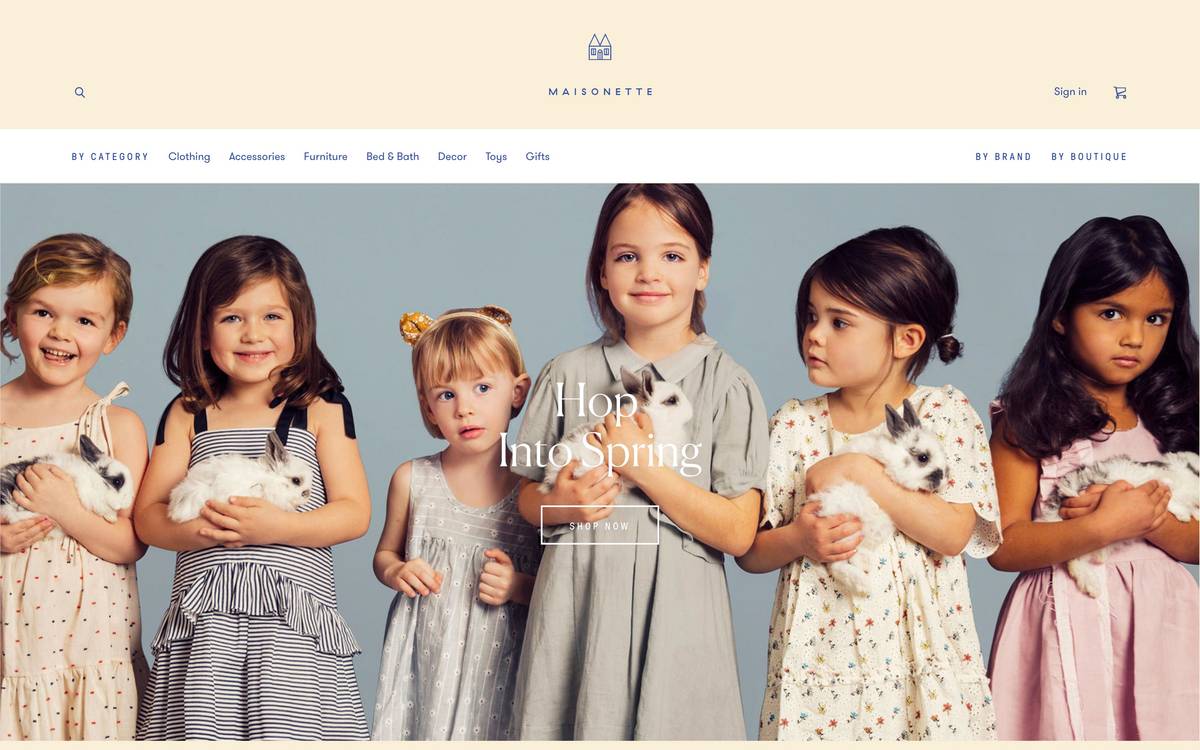 MAISONETTE
Sign in
BY CATEGORY Clothing Accessories Furniture Bed & Bath Decor Toys Gifts BY BRAND BY BOUTIQUE
Hop
Into Spring
SHOP NOW